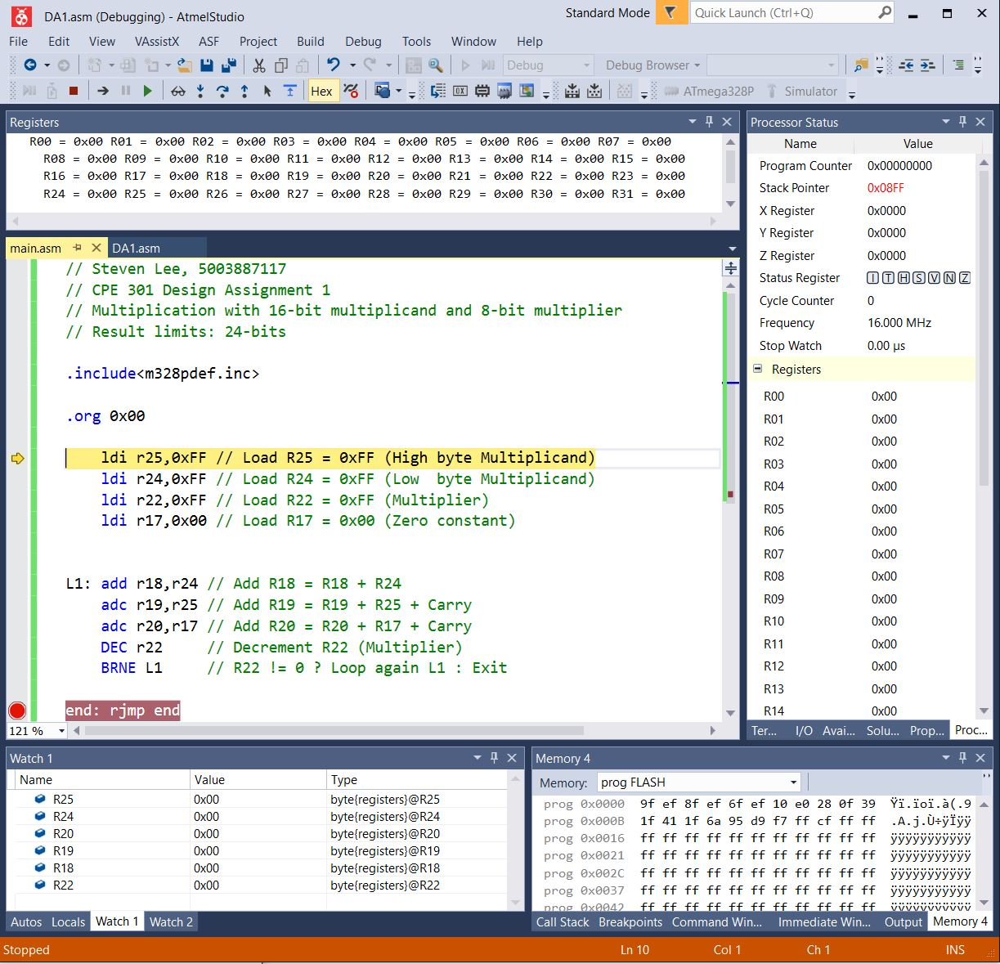 DA1.asm (Debugging) - AtmelStudio
Standard Mode
Quick Launch (Ctrl+Q)
File Edit View VAssistX ASF Project Build Debug Tools Window Help
Debug
Debug Browser
Hex
ATmega328P
Simulator
Registers
R00 = 0x00 R01 = 0x00 R02 = 0x00 R03 = 0x00 R04 = 0x00 R05 = 0x00 R06 = 0x00 R07 = 0x00
R08 = 0x00 R09 = 0x00 R10 = 0x00 R11 = 0x00 R12 = 0x00 R13 = 0x00 R14 = 0x00 R15 = 0x00
R16 = 0x00 R17 = 0x00 R18 = 0x00 R19 = 0x00 R20 = 0x00 R21 = 0x00 R22 = 0x00 R23 = 0x00
R24 = 0x00 R25 = 0x00 R26 = 0x00 R27 = 0x00 R28 = 0x00 R29 = 0x00 R30 = 0x00 R31 = 0x00
main.asm
DA1.asm
// Steven Lee, 5003887117
// CPE 301 Design Assignment 1
// Multiplication with 16-bit multiplicand and 8-bit multiplier
// Result limits: 24-bits
.include<m328pdef.inc>
.org 0x00
ldi r25,0xFF // Load R25 = 0xFF (High byte Multiplicand)
ldi r24,0xFF // Load R24 = 0xFF (Low  byte Multiplicand)
ldi r22,0xFF // Load R22 = 0xFF (Multiplier)
ldi r17,0x00 // Load R17 = 0x00 (Zero constant)
L1: add r18,r24 // Add R18 = R18 + R24
adc r19,r25 // Add R19 = R19 + R25 + Carry
adc r20,r17 // Add R20 = R20 + R17 + Carry
DEC r22     // Decrement R22 (Multiplier)
BRNE L1     // R22 != 0 ? Loop again L1 : Exit
end: rjmp end
121 %
Processor Status
Name Value
Program Counter 0x00000000
Stack Pointer 0x08FF
X Register 0x0000
Y Register 0x0000
Z Register 0x0000
Status Register I T H S V N Z
Cycle Counter 0
Frequency 16.000 MHz
Stop Watch 0.00 µs
Registers
R00 0x00
R01 0x00
R02 0x00
R03 0x00
R04 0x00
R05 0x00
R06 0x00
R07 0x00
R08 0x00
R09 0x00
R10 0x00
R11 0x00
R12 0x00
R13 0x00
R14 0x00
Ter... I/O Avai... Solu... Prop... Proc...
Watch 1
Name Value Type
R25 0x00 byte{registers}@R25
R24 0x00 byte{registers}@R24
R20 0x00 byte{registers}@R20
R19 0x00 byte{registers}@R19
R18 0x00 byte{registers}@R18
R22 0x00 byte{registers}@R22
Autos Locals Watch 1 Watch 2
Memory 4
Memory: prog FLASH
prog 0x0000 9f ef 8f ef 6f ef 10 e0 28 0f 39 Ÿï.ïoï.à(.9
prog 0x000B 1f 41 1f 6a 95 d9 f7 ff cf ff ff .A.j.Ù÷ÿÏÿÿ
prog 0x0016 ff ff ff ff ff ff ff ff ff ff ff ÿÿÿÿÿÿÿÿÿÿÿ
prog 0x0021 ff ff ff ff ff ff ff ff ff ff ff ÿÿÿÿÿÿÿÿÿÿÿ
prog 0x002C ff ff ff ff ff ff ff ff ff ff ff ÿÿÿÿÿÿÿÿÿÿÿ
prog 0x0037 ff ff ff ff ff ff ff ff ff ff ff ÿÿÿÿÿÿÿÿÿÿÿ
prog 0x0042 ff ff ff ff ff ff ff ff ff ff ff ÿÿÿÿÿÿÿÿÿÿÿ
Call Stack Breakpoints Command Win... Immediate Win... Output Memory 4
Stopped
Ln 10 Col 1 Ch 1 INS